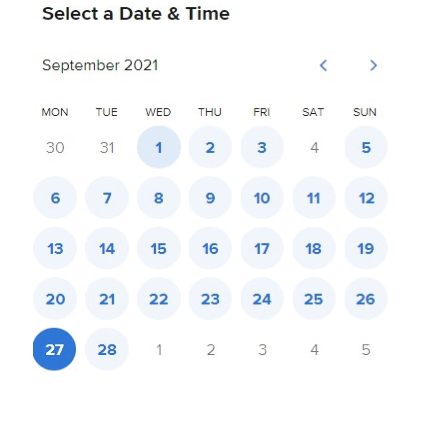 Select a Date & Time
September 2021
MON TUE WED THU FRI SAT SUN
30 31 1 2 3 4 5
6 7 8 9 10 11 12
13 14 15 16 17 18 19
20 21 22 23 24 25 26
27 28 1 2 3 4 5